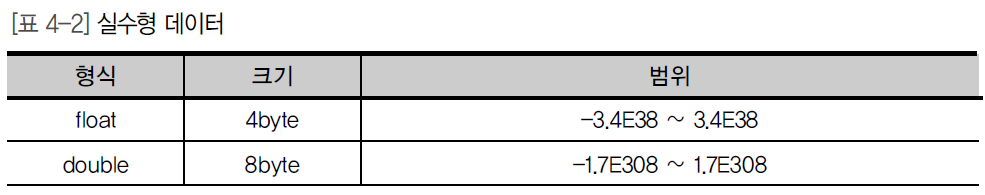 [표 4-2] 실수형 데이터
형식 크기 범위
float 4byte -3.4E38 ~ 3.4E38
double 8byte -1.7E308 ~ 1.7E308